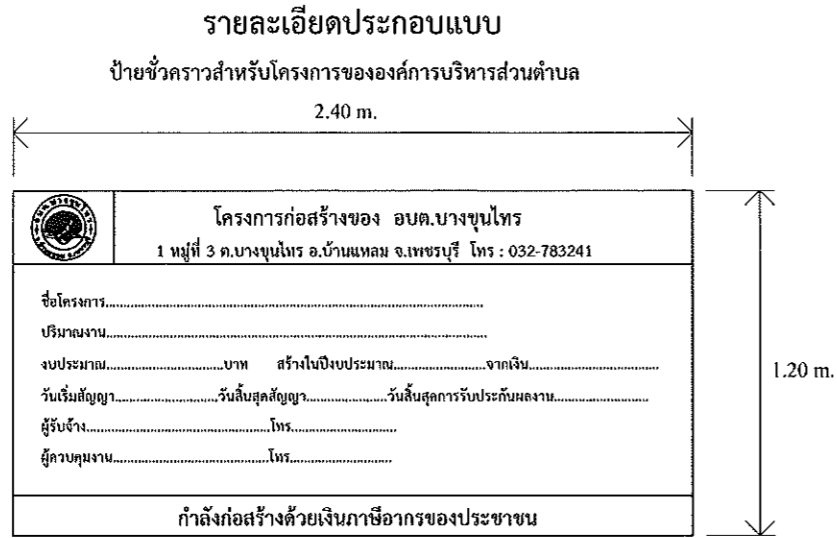 รายละเอียดประกอบแบบ
ป้ายชั่วคราวสำหรับโครงการขององค์การบริหารส่วนตำบล
2.40 m.
โครงการก่อสร้างของ อบต.บางขุนไทร
1 หมู่ที่ 3 ต.บางขุนไทร อ.บ้านแหลม จ.เพชรบุรี โทร : 032-783241
ชื่อโครงการ............................................................
ปริมาณงาน............................................................
งบประมาณ..............................บาท สร้างในปีงบประมาณ........................จากเงิน..................................
วันเริ่มสัญญา..........................วันสิ้นสุดสัญญา.....................วันสิ้นสุดการรับประกันผลงาน.........................
ผู้รับจ้าง................................................โทร............................
ผู้ควบคุมงาน.........................................โทร...........................
1.20 m.
กำลังก่อสร้างด้วยเงินภาษีอากรของประชาชน